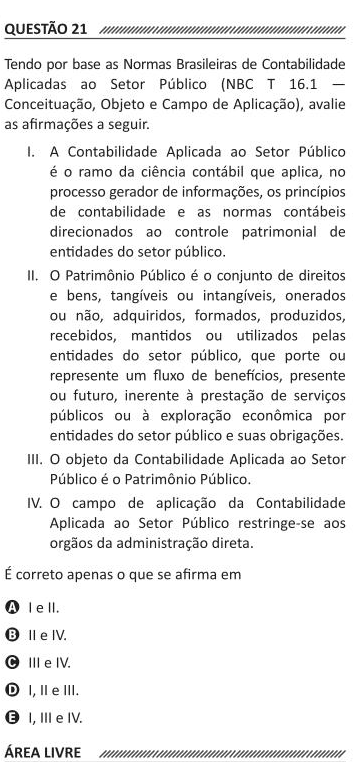 QUESTÃO 21
Tendo por base as Normas Brasileiras de Contabilidade
Aplicadas ao Setor Público (NBC T 16.1 —
Conceituação, Objeto e Campo de Aplicação), avalie
as afirmações a seguir.
I. A Contabilidade Aplicada ao Setor Público
é o ramo da ciência contábil que aplica, no
processo gerador de informações, os princípios
de contabilidade e as normas contábeis
direcionados ao controle patrimonial de
entidades do setor público.
II. O Patrimônio Público é o conjunto de direitos
e bens, tangíveis ou intangíveis, onerados
ou não, adquiridos, formados, produzidos,
recebidos, mantidos ou utilizados pelas
entidades do setor público, que porte ou
represente um fluxo de benefícios, presente
ou futuro, inerente à prestação de serviços
públicos ou à exploração econômica por
entidades do setor público e suas obrigações.
III. O objeto da Contabilidade Aplicada ao Setor
Público é o Patrimônio Público.
IV. O campo de aplicação da Contabilidade
Aplicada ao Setor Público restringe-se aos
orgãos da administração direta.
É correto apenas o que se afirma em
A I e II.
B II e IV.
C III e IV.
D I, II e III.
E I, III e IV.
ÁREA LIVRE